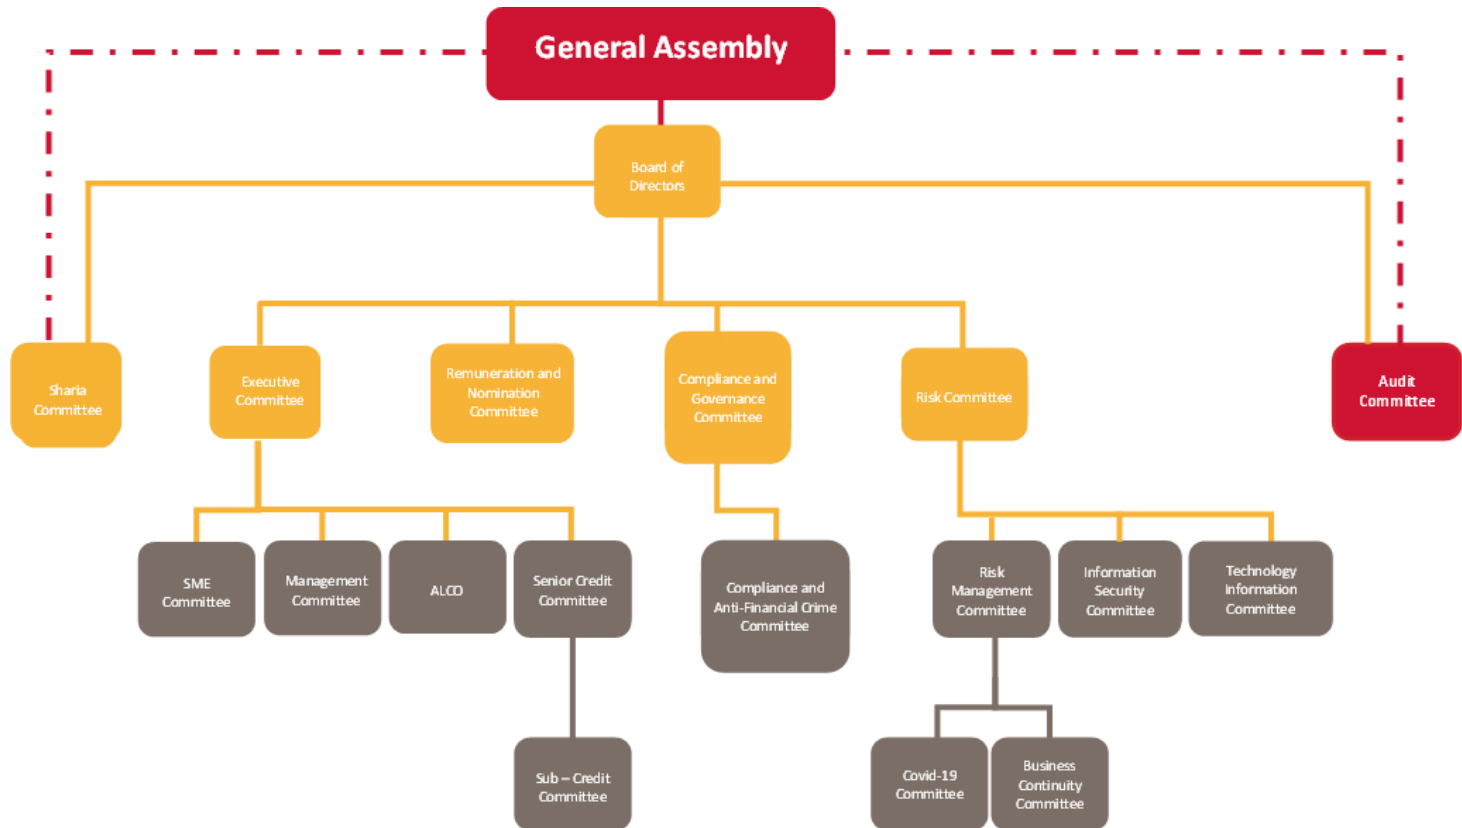 General Assembly
Board of
Directors
Sharia
Committee
Executive
Committee
Remuneration and
Nomination
Committee
Compliance and
Governance
Committee
Risk Committee
Audit
Committee
SME
Committee
Management
Committee
ALCO
Senior Credit
Committee
Compliance and
Anti-Financial Crime
Committee
Risk
Management
Committee
Information
Security
Committee
Technology
Information
Committee
Sub – Credit
Committee
Covid-19
Committee
Business
Continuity
Committee